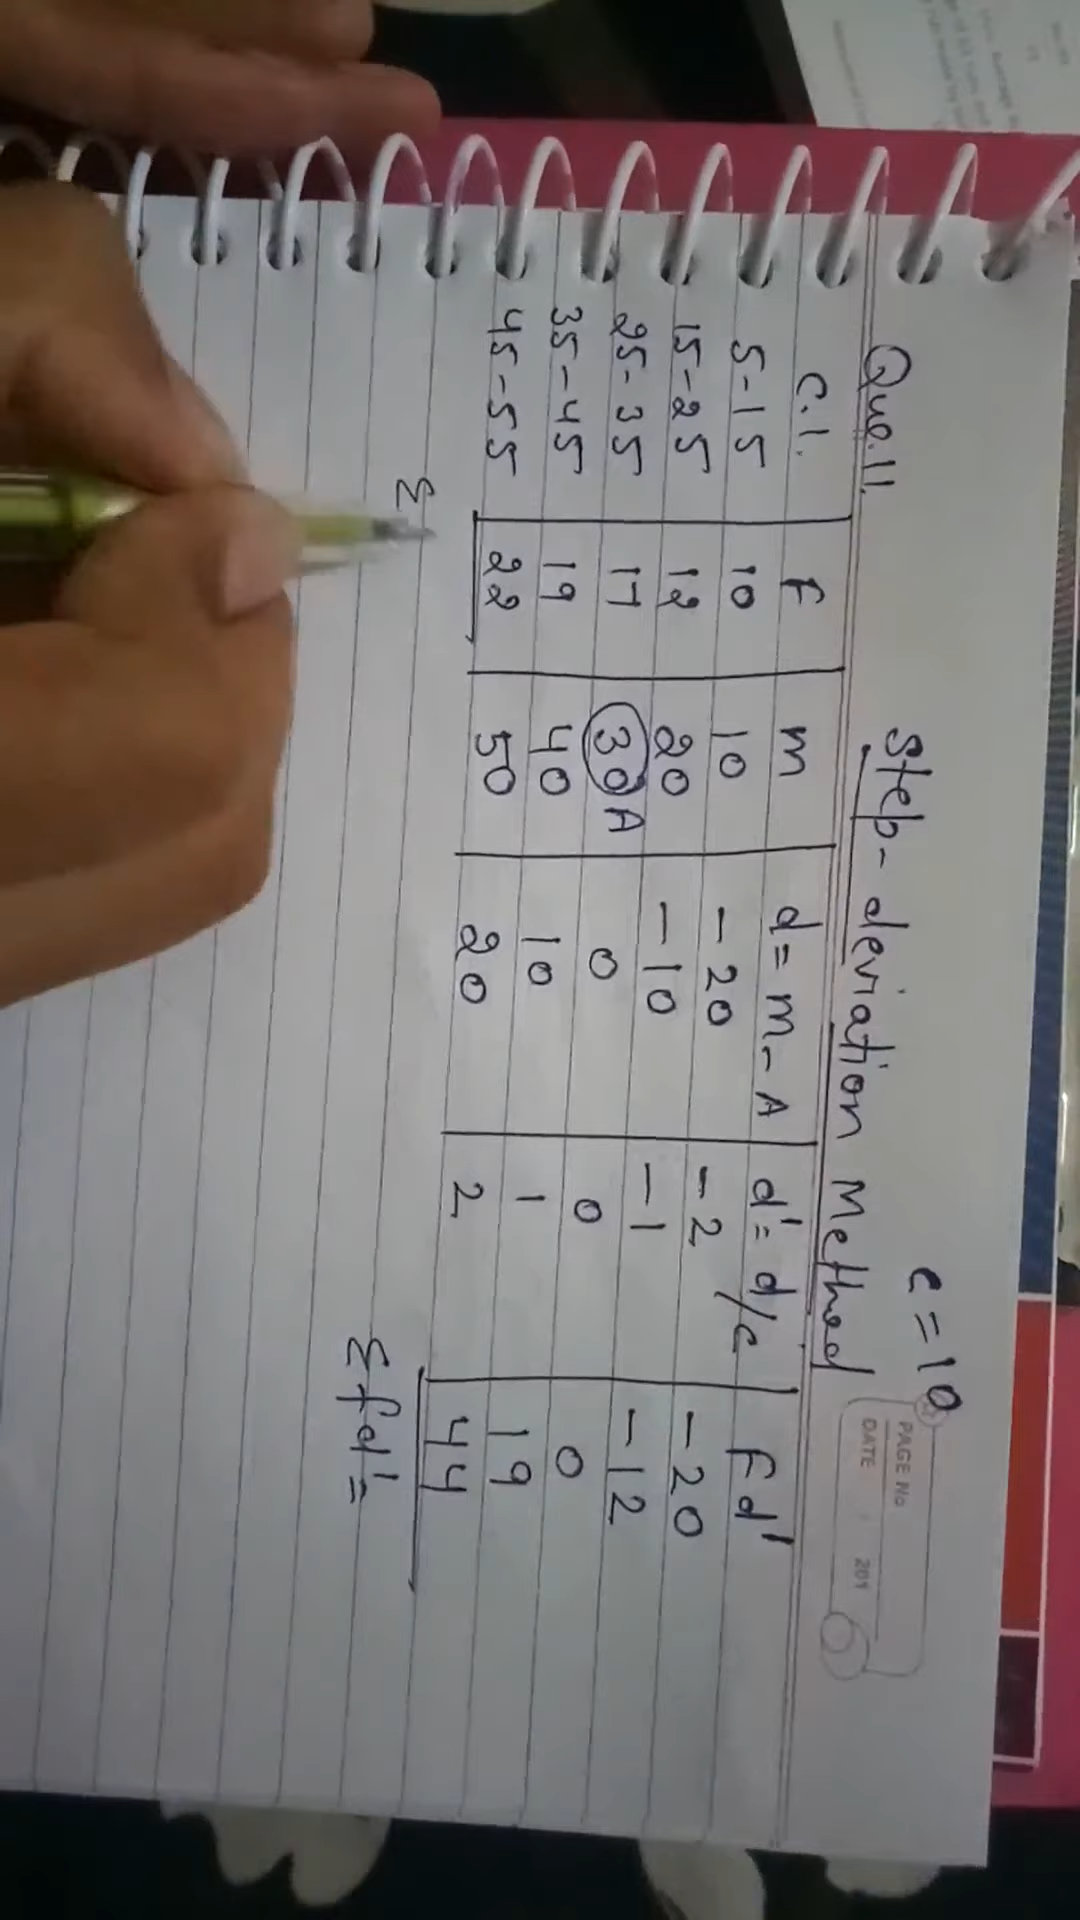 c = 10
PAGE No
DATE 201
Que.11. Step-deviation Method
C.I. F m d = m - A d' = d/c Fd'
5-15 10 10 -20 -2 -20
15-25 12 20 -10 -1 -12
25-35 17 30 A 0 0 0
35-45 19 40 10 1 19
45-55 22 50 20 2 44
Σ Σfd' =